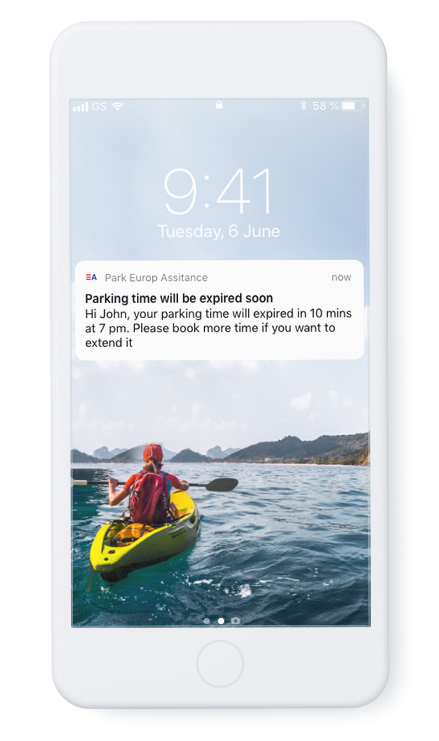 GS 58 %
9:41
Tuesday, 6 June
EA Park Europ Assitance now
Parking time will be expired soon
Hi John, your parking time will expired in 10 mins
at 7 pm. Please book more time if you want to
extend it